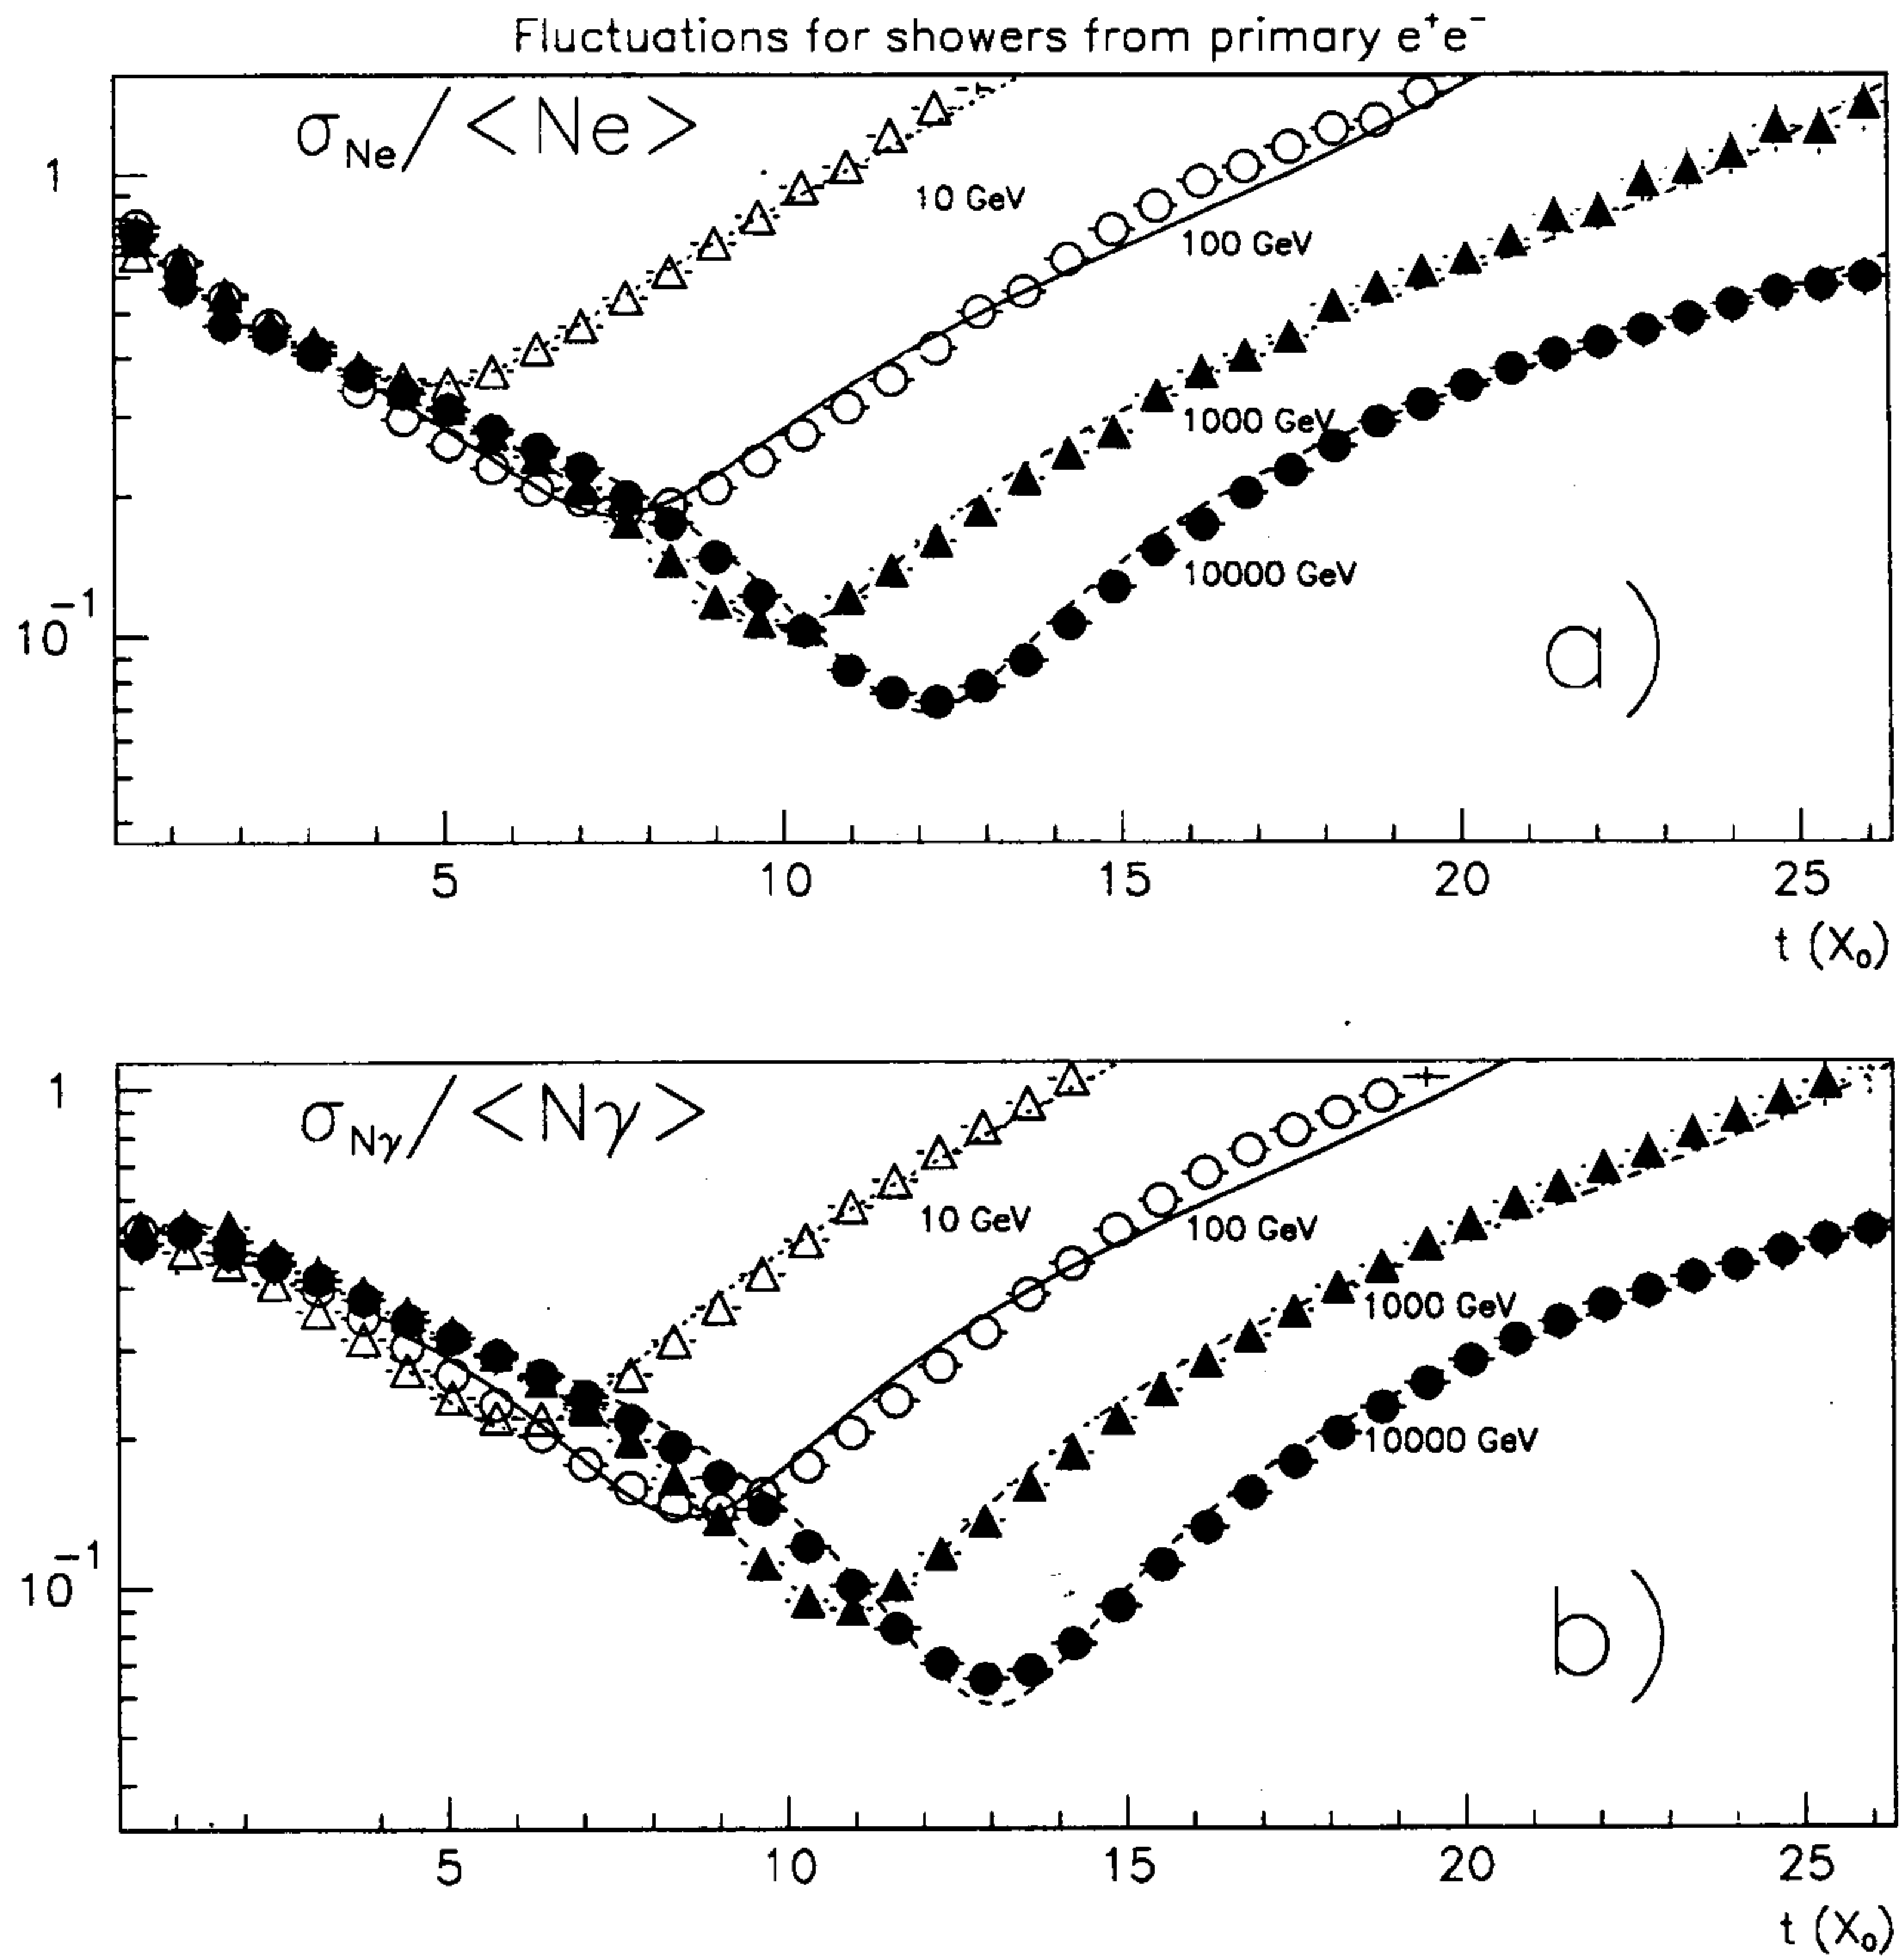 Fluctuations for showers from primary e⁺e⁻
σ_Ne/<Ne>
1
10 GeV
100 GeV
1000 GeV
10000 GeV
10⁻¹
a)
5 10 15 20 25
t (X₀)
σ_Nγ/<Nγ>
1
10 GeV
100 GeV
1000 GeV
10000 GeV
10⁻¹
b)
5 10 15 20 25
t (X₀)